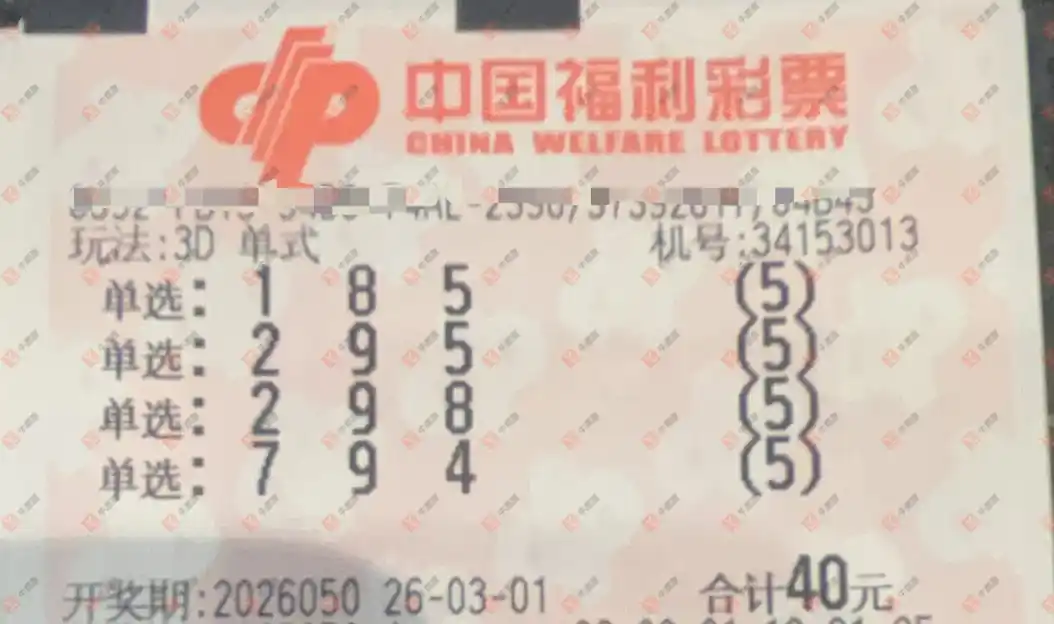 中国福利彩票
CHINA WELFARE LOTTERY
玩法:3D 单式 机号:34153013
单选: 1 8 5 (5)
单选: 2 9 5 (5)
单选: 2 9 8 (5)
单选: 7 9 4 (5)
开奖期:2026050 26-03-01 合计40元